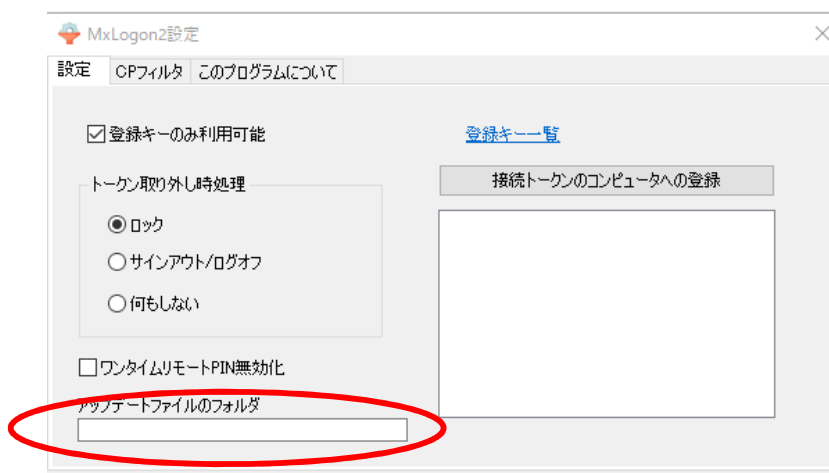 MxLogon2設定
設定 CPフィルタ このプログラムについて
登録キーのみ利用可能
登録キー一覧
トークン取り外し時処理
接続トークンのコンピュータへの登録
ロック
サインアウト/ログオフ
何もしない
ワンタイムリモートPIN無効化
アップデートファイルのフォルダ